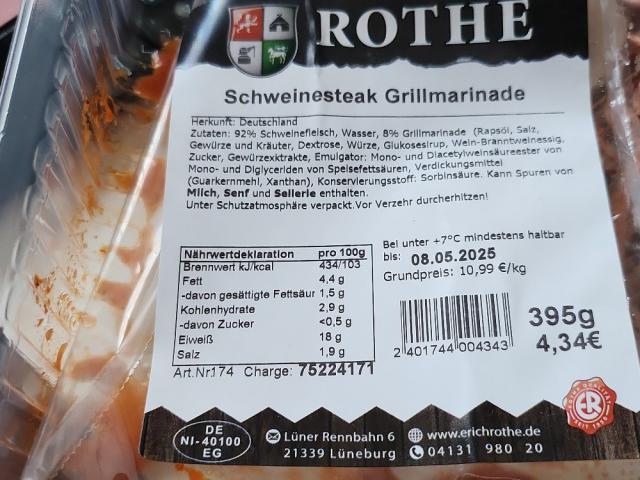 ROTHE
Schweinesteak Grillmarinade
Herkunft: Deutschland
Zutaten: 92% Schweinefleisch, Wasser, 8% Grillmarinade (Rapsöl, Salz,
Gewürze und Kräuter, Dextrose, Würze, Glukosesirup, Wein-Branntweinessig,
Zucker, Gewürzexktrakte, Emulgator: Mono- und Diacetylweinsäureester von
Mono- und Diglyceriden von Speisefettsäuren, Verdickungsmittel
(Guarkernmehl, Xanthan), Konservierungsstoff: Sorbinsäure. Kann Spuren von
Milch, Senf und Sellerie enthalten.
Unter Schutzatmosphäre verpackt.Vor Verzehr durcherhitzen!
Nährwertdeklaration pro 100g
Brennwert kJ/kcal 434/103
Fett 4,4 g
-davon gesättigte Fettsäur 1,5 g
Kohlenhydrate 2,9 g
-davon Zucker <0,5 g
Eiweiß 18 g
Salz 1,9 g
Art.Nr174 Charge: 75224171
Bei unter +7°C mindestens haltbar
bis: 08.05.2025
Grundpreis: 10,99 €/kg
2 401744 004343
395g
4,34€
DE
NI-40100
EG
Lüner Rennbahn 6
21339 Lüneburg
www.erichrothe.de
04131 980 20